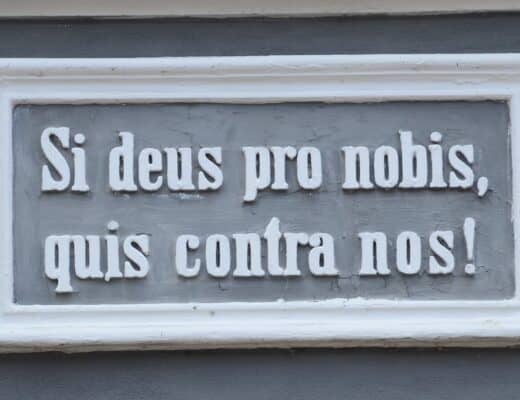 Si deus pro nobis,
quis contra nos!